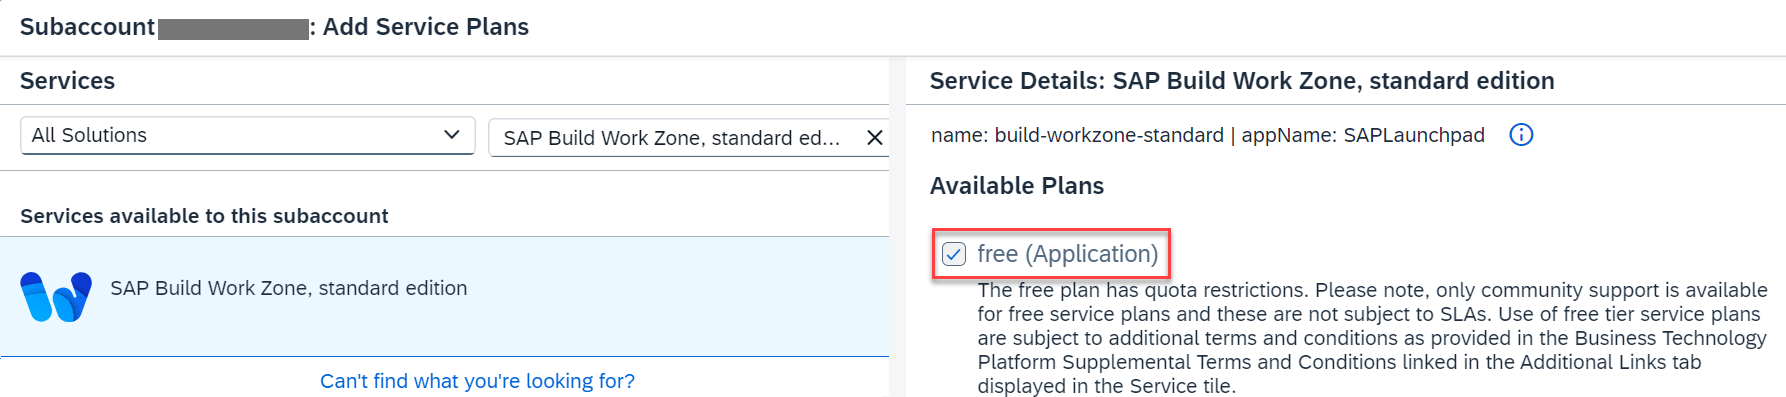 Subaccount : Add Service Plans
Services
All Solutions
SAP Build Work Zone, standard ed...
Services available to this subaccount
SAP Build Work Zone, standard edition
Can't find what you're looking for?
Service Details: SAP Build Work Zone, standard edition
name: build-workzone-standard | appName: SAPLaunchpad
Available Plans
free (Application)
The free plan has quota restrictions. Please note, only community support is available
for free service plans and these are not subject to SLAs. Use of free tier service plans
are subject to additional terms and conditions as provided in the Business Technology
Platform Supplemental Terms and Conditions linked in the Additional Links tab
displayed in the Service tile.